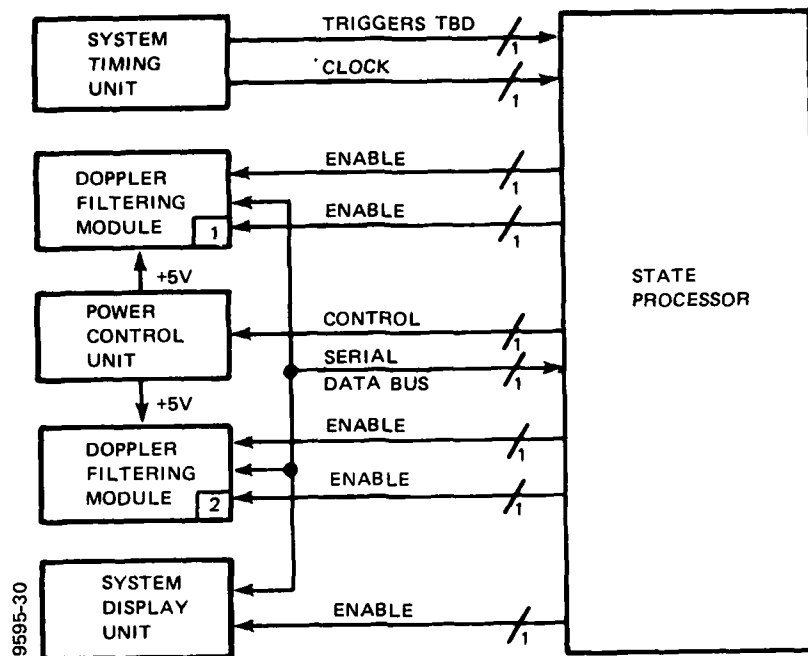 SYSTEM
TIMING
UNIT
TRIGGERS TBD
1
CLOCK
1
DOPPLER
FILTERING
MODULE
1
ENABLE
1
ENABLE
1
+5V
POWER
CONTROL
UNIT
CONTROL
1
SERIAL
DATA BUS
1
+5V
DOPPLER
FILTERING
MODULE
2
ENABLE
1
ENABLE
1
SYSTEM
DISPLAY
UNIT
ENABLE
1
STATE
PROCESSOR
9595-30